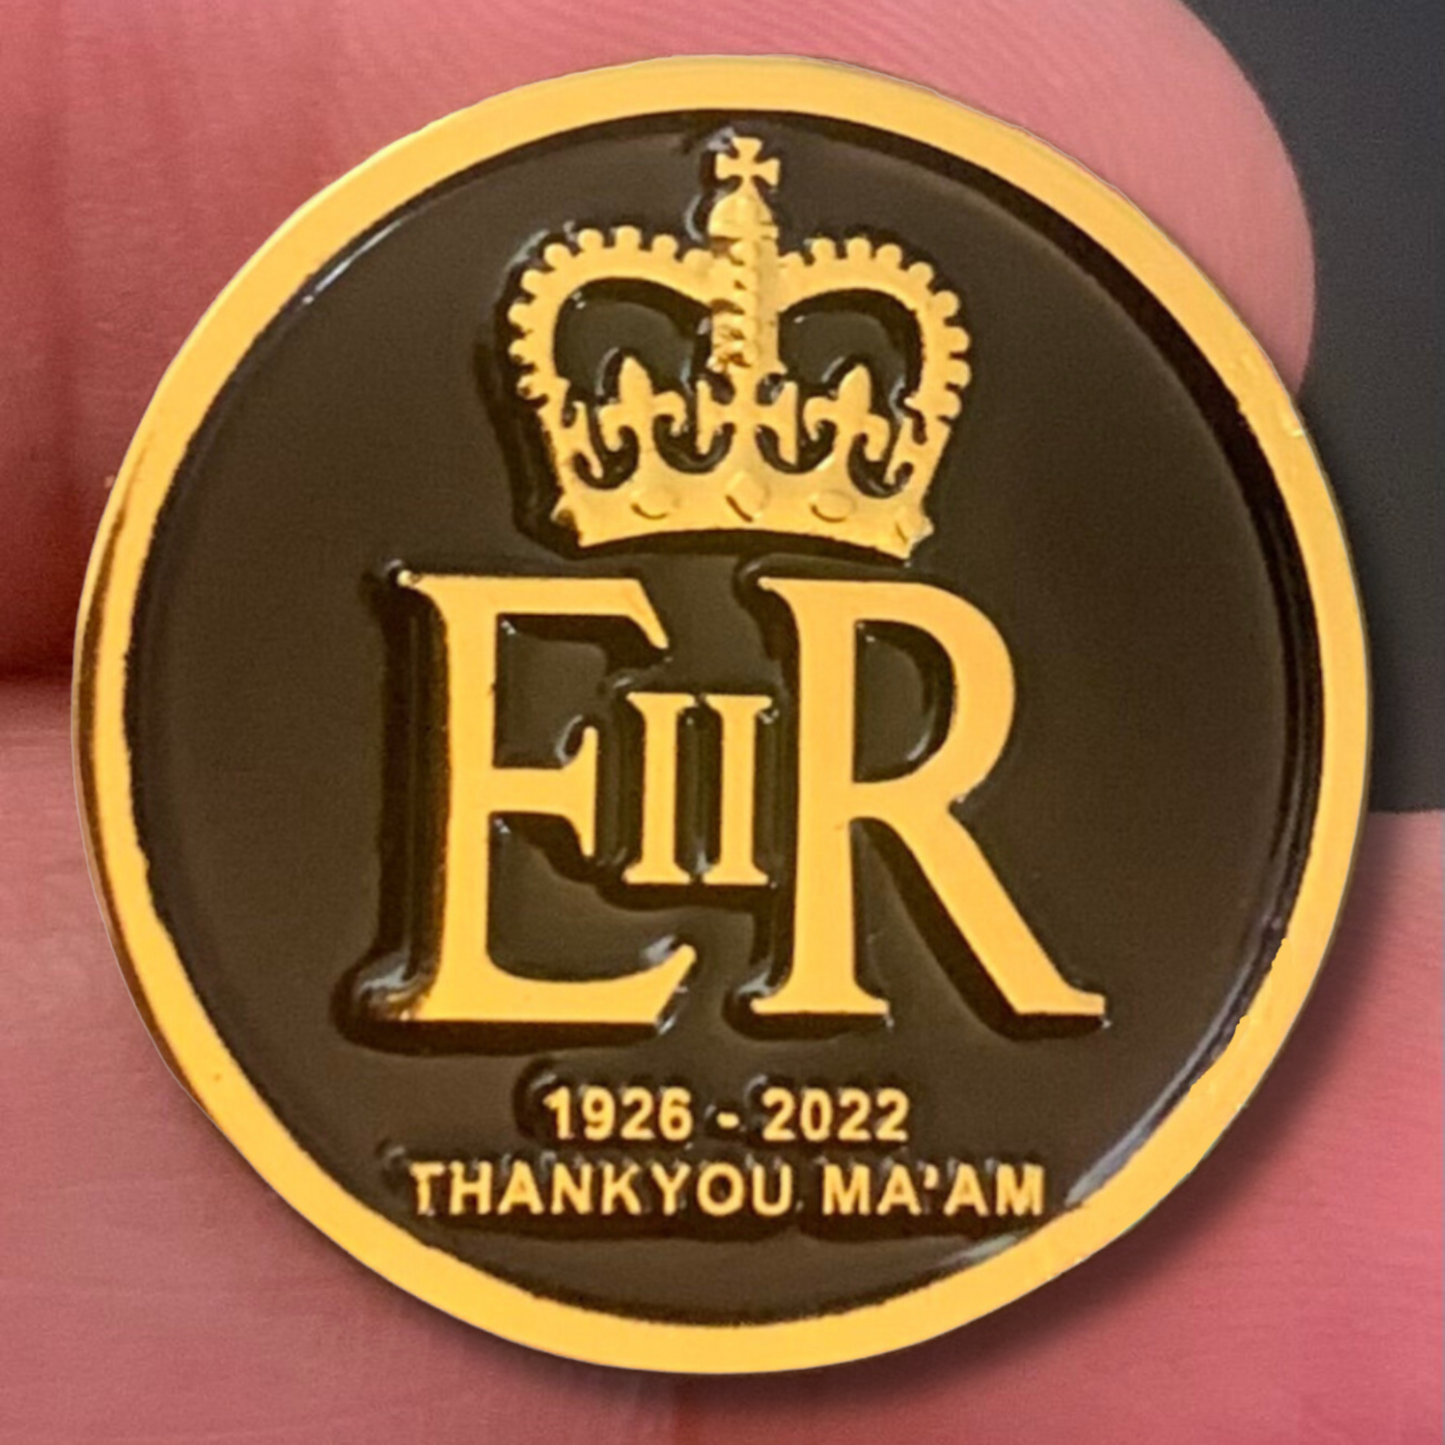 EIIR
1926 - 2022
THANKYOU MA'AM